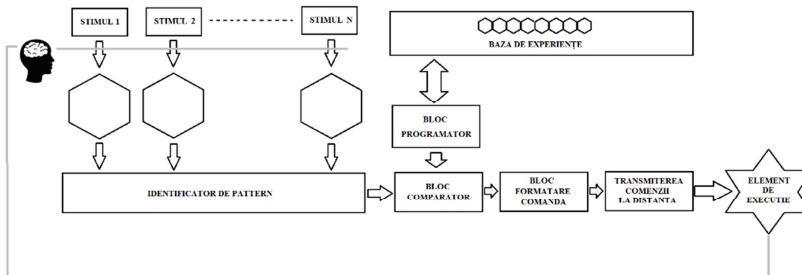 STIMUL 1
STIMUL 2
STIMUL N
BAZA DE EXPERIENȚE
BLOC
PROGRAMATOR
IDENTIFICATOR DE PATTERN
BLOC
COMPARATOR
BLOC
FORMATARE
COMANDA
TRANSMITEREA
COMENZII
LA DISTANTA
ELEMENT
DE
EXECUTIE